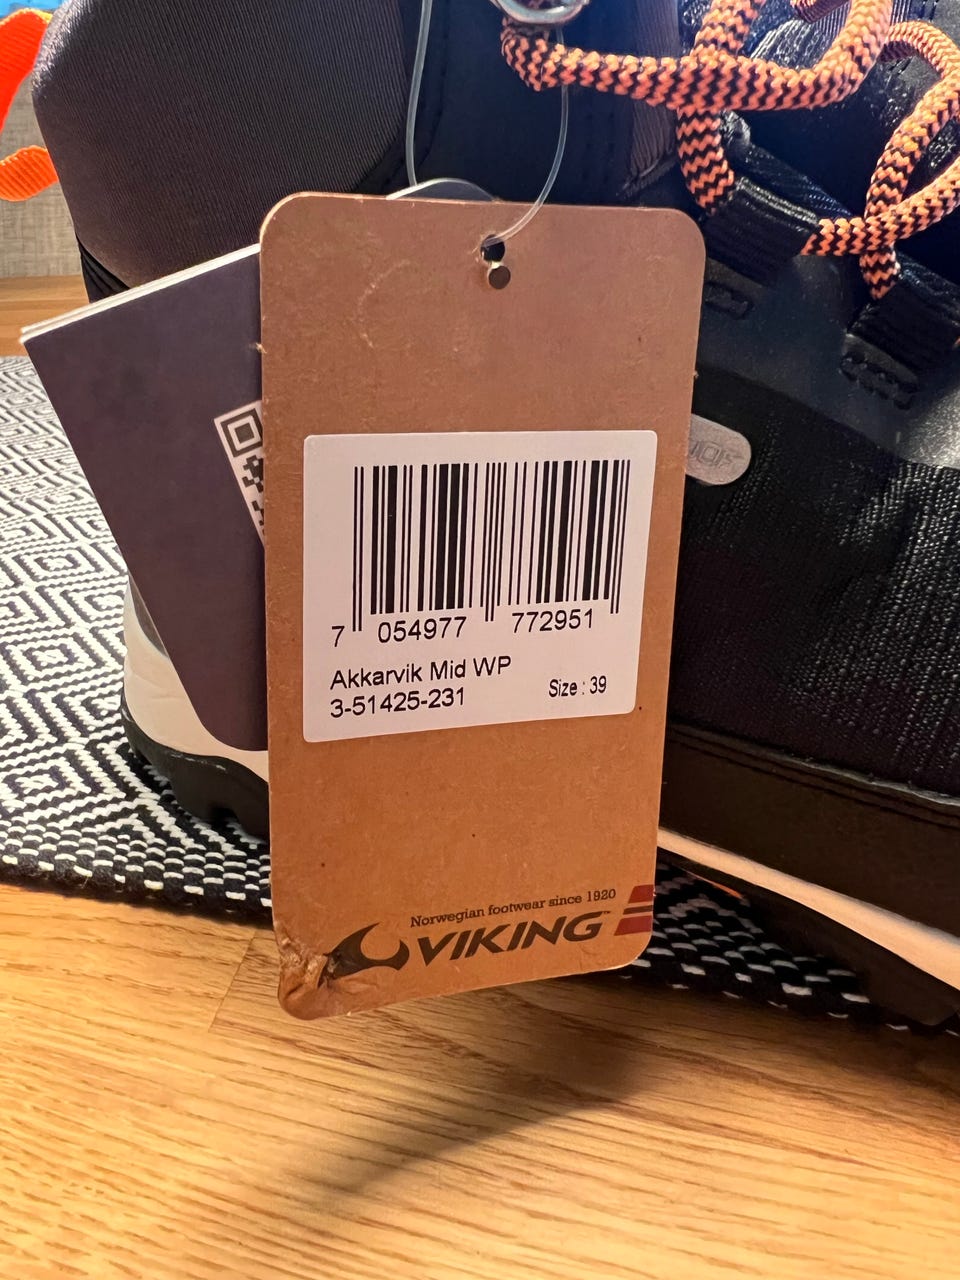 7 054977 772951
Akkarvik Mid WP
3-51425-231
Size : 39
Norwegian footwear since 1920
VIKING